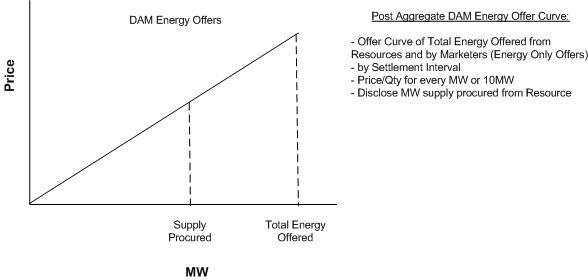 DAM Energy Offers
Price
Supply
Procured
Total Energy
Offered
MW
Post Aggregate DAM Energy Offer Curve:
- Offer Curve of Total Energy Offered from
Resources and by Marketers (Energy Only Offers)
- by Settlement Interval
- Price/Qty for every MW or 10MW
- Disclose MW supply procured from Resource